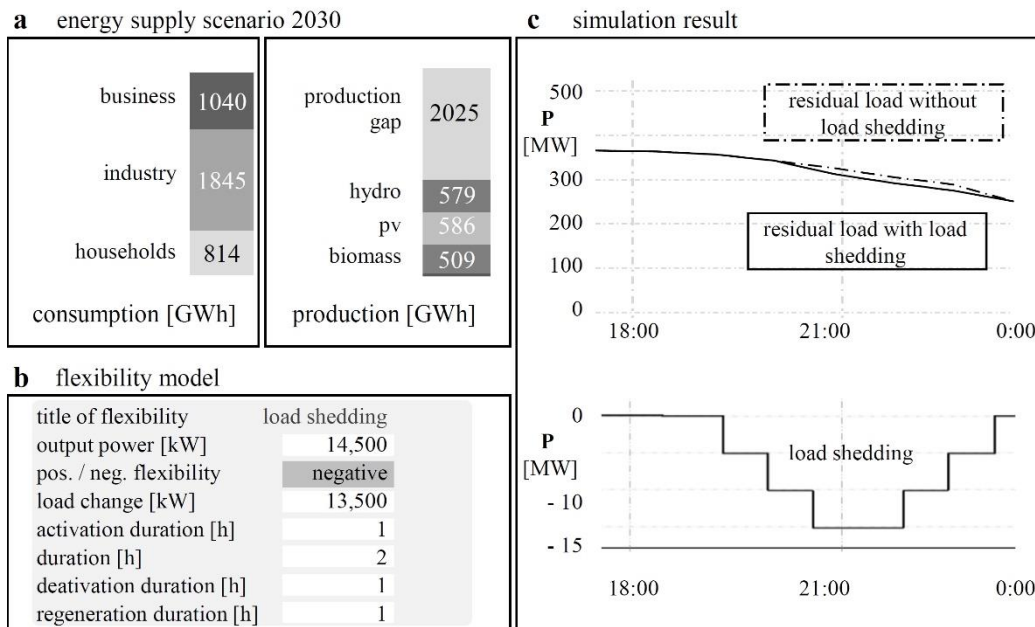 a energy supply scenario 2030
business 1040
industry 1845
households 814
consumption [GWh]
production
gap
2025
hydro 579
pv 586
biomass 509
production [GWh]
b flexibility model
title of flexibility load shedding
output power [kW] 14,500
pos. / neg. flexibility negative
load change [kW] 13,500
activation duration [h] 1
duration [h] 2
deativation duration [h] 1
regeneration duration [h] 1
c simulation result
500
P
[MW]
300
200
100
0
residual load without
load shedding
residual load with load
shedding
18:00 21:00 0:00
0
P
[MW]
- 10
- 15
load shedding
18:00 21:00 0:00